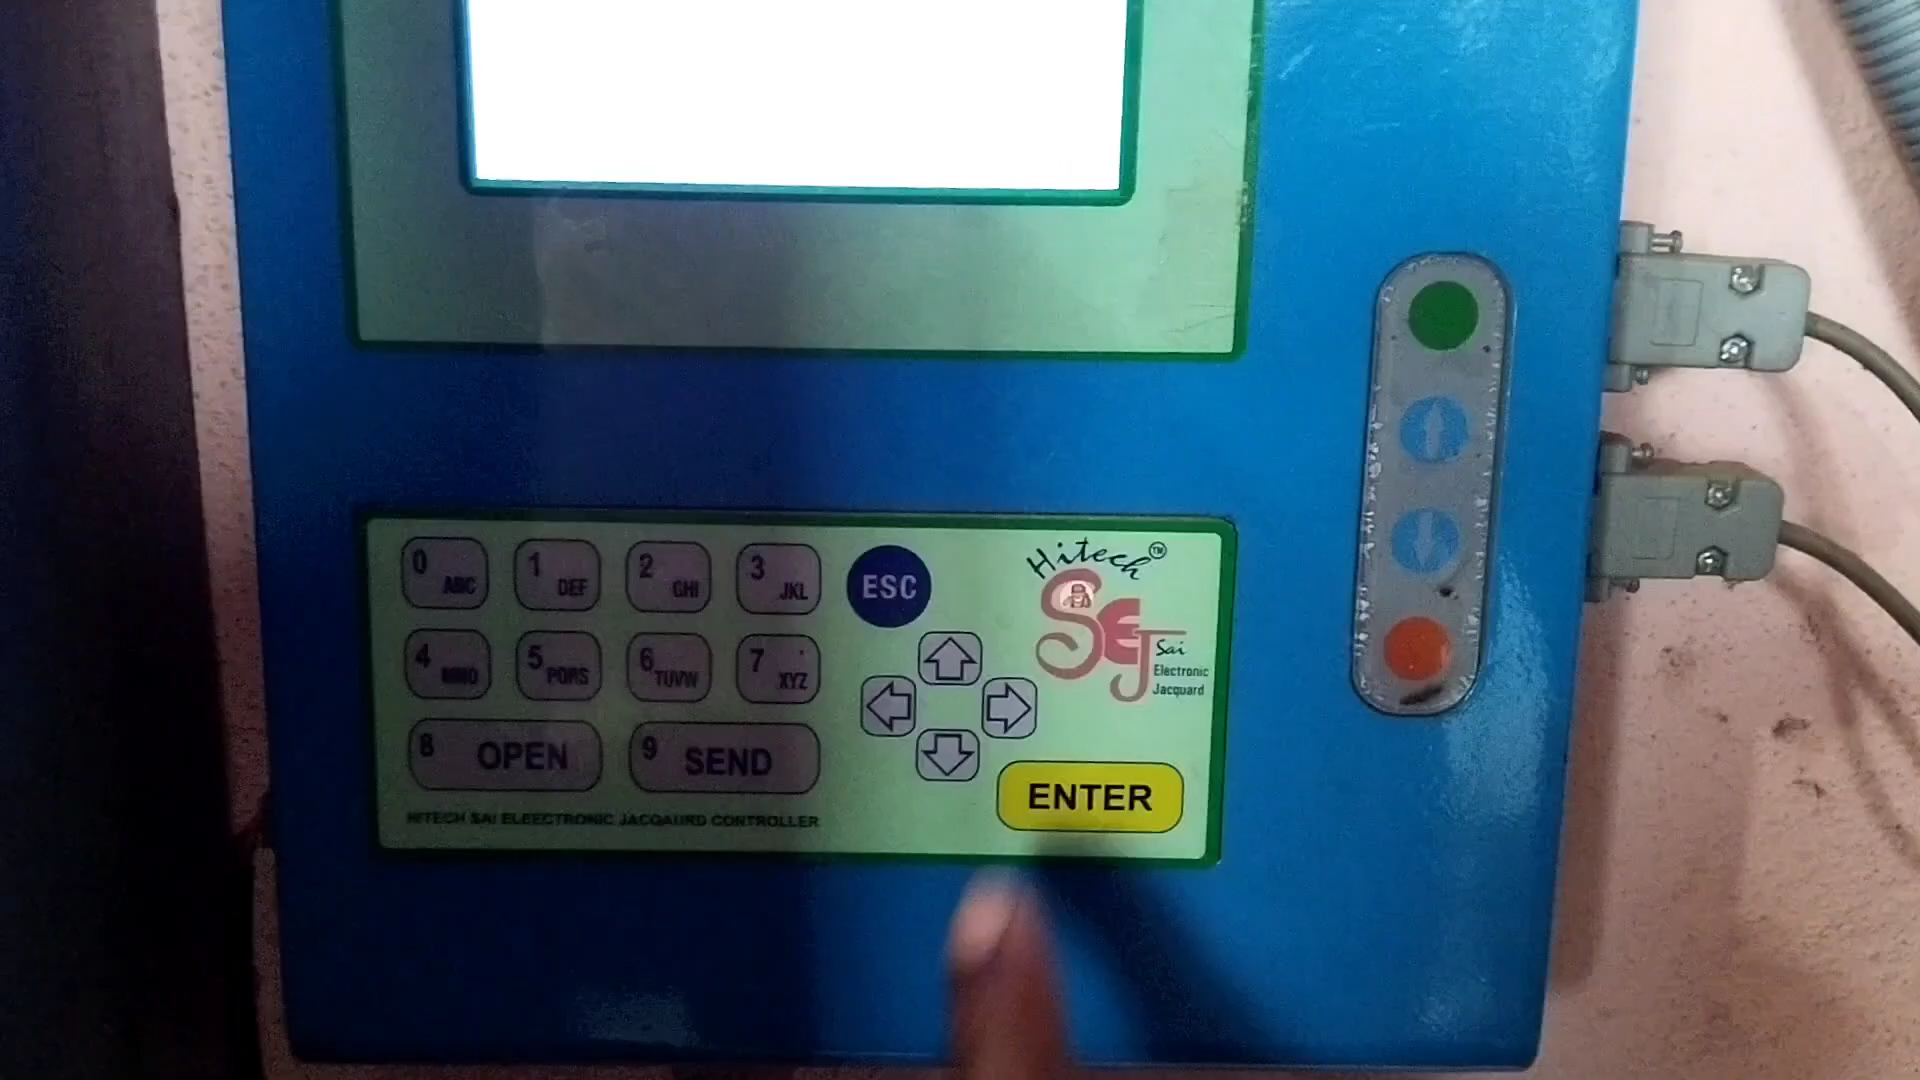 0 ABC 1 DEF 2 GHI 3 JKL ESC
Hitech™
SEJ
Sai
Electronic
Jacquard
4 MNO 5 PQRS 6 TUVW 7 XYZ
8 OPEN 9 SEND
ENTER
HITECH SAI ELEECTRONIC JACQAURD CONTROLLER